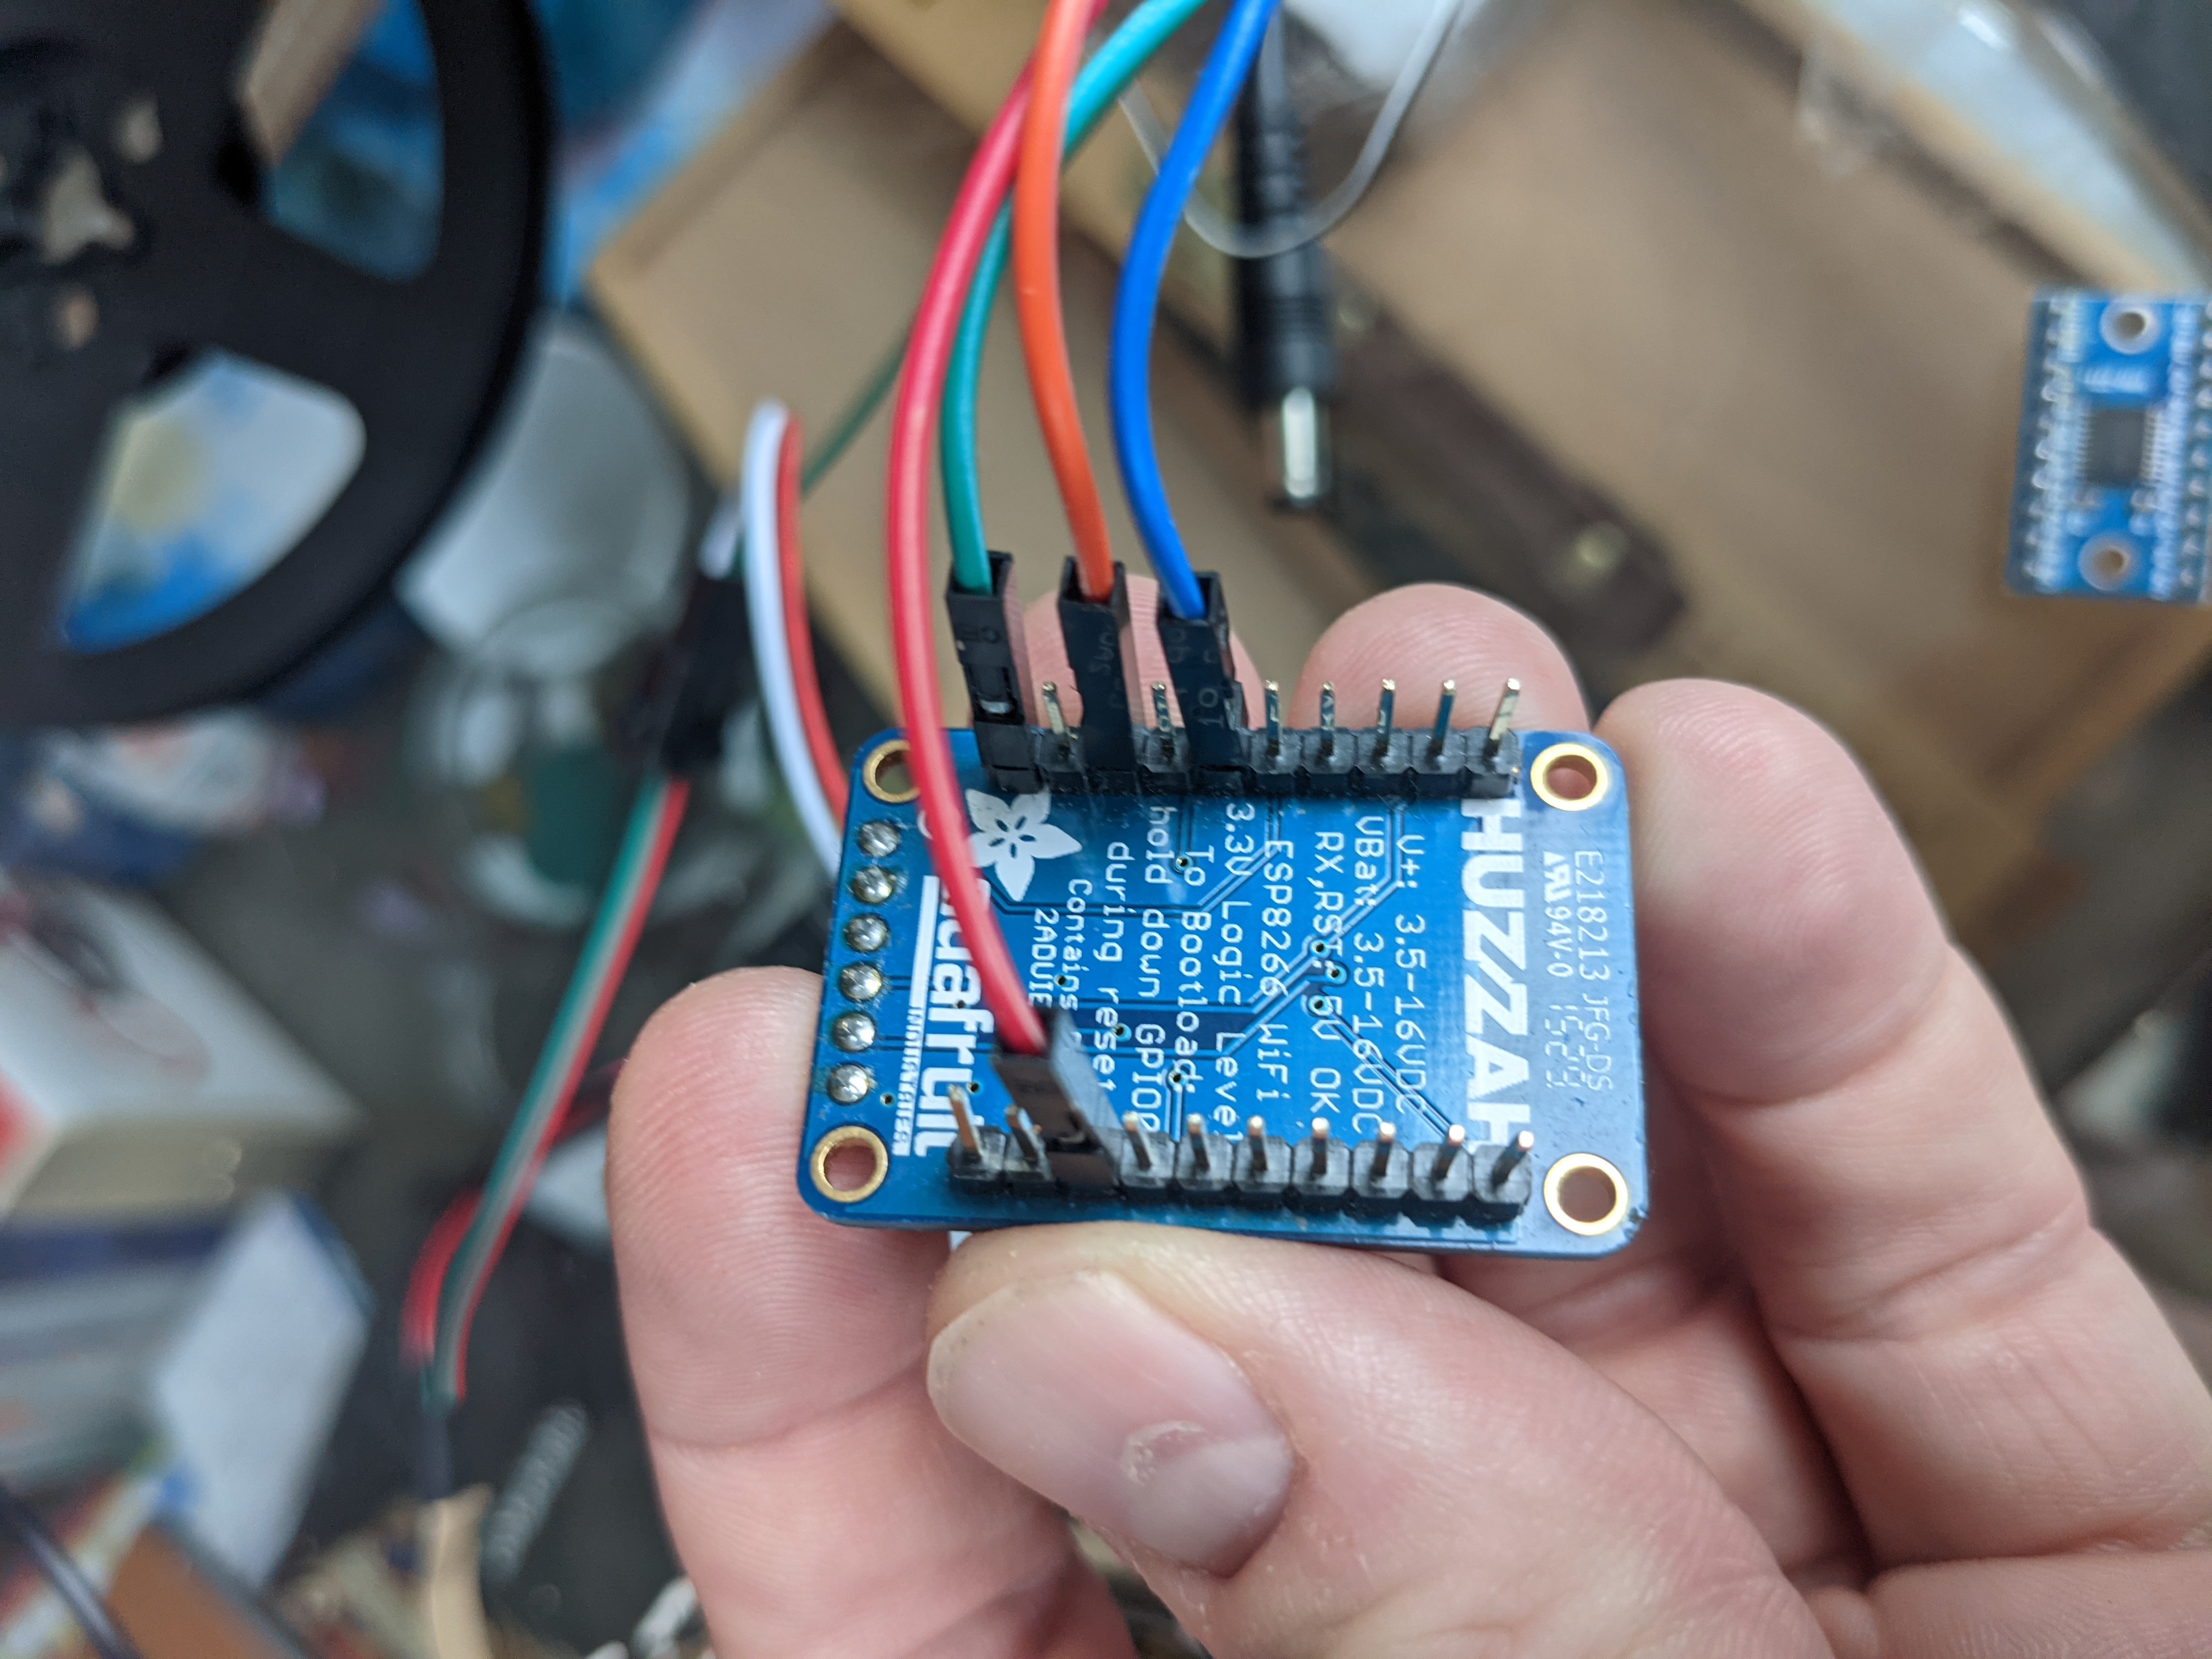 E218213 JFG-DS
94V-0
HUZZAH
V+: 3.5-16VDC
VBat: 3.5-16VDC
RX,RST: 5V OK
ESP8266 WiFi
3.3V Logic Level
To Bootload:
hold down GPIO0
during reset
Contains
2ADUIE
adafruit